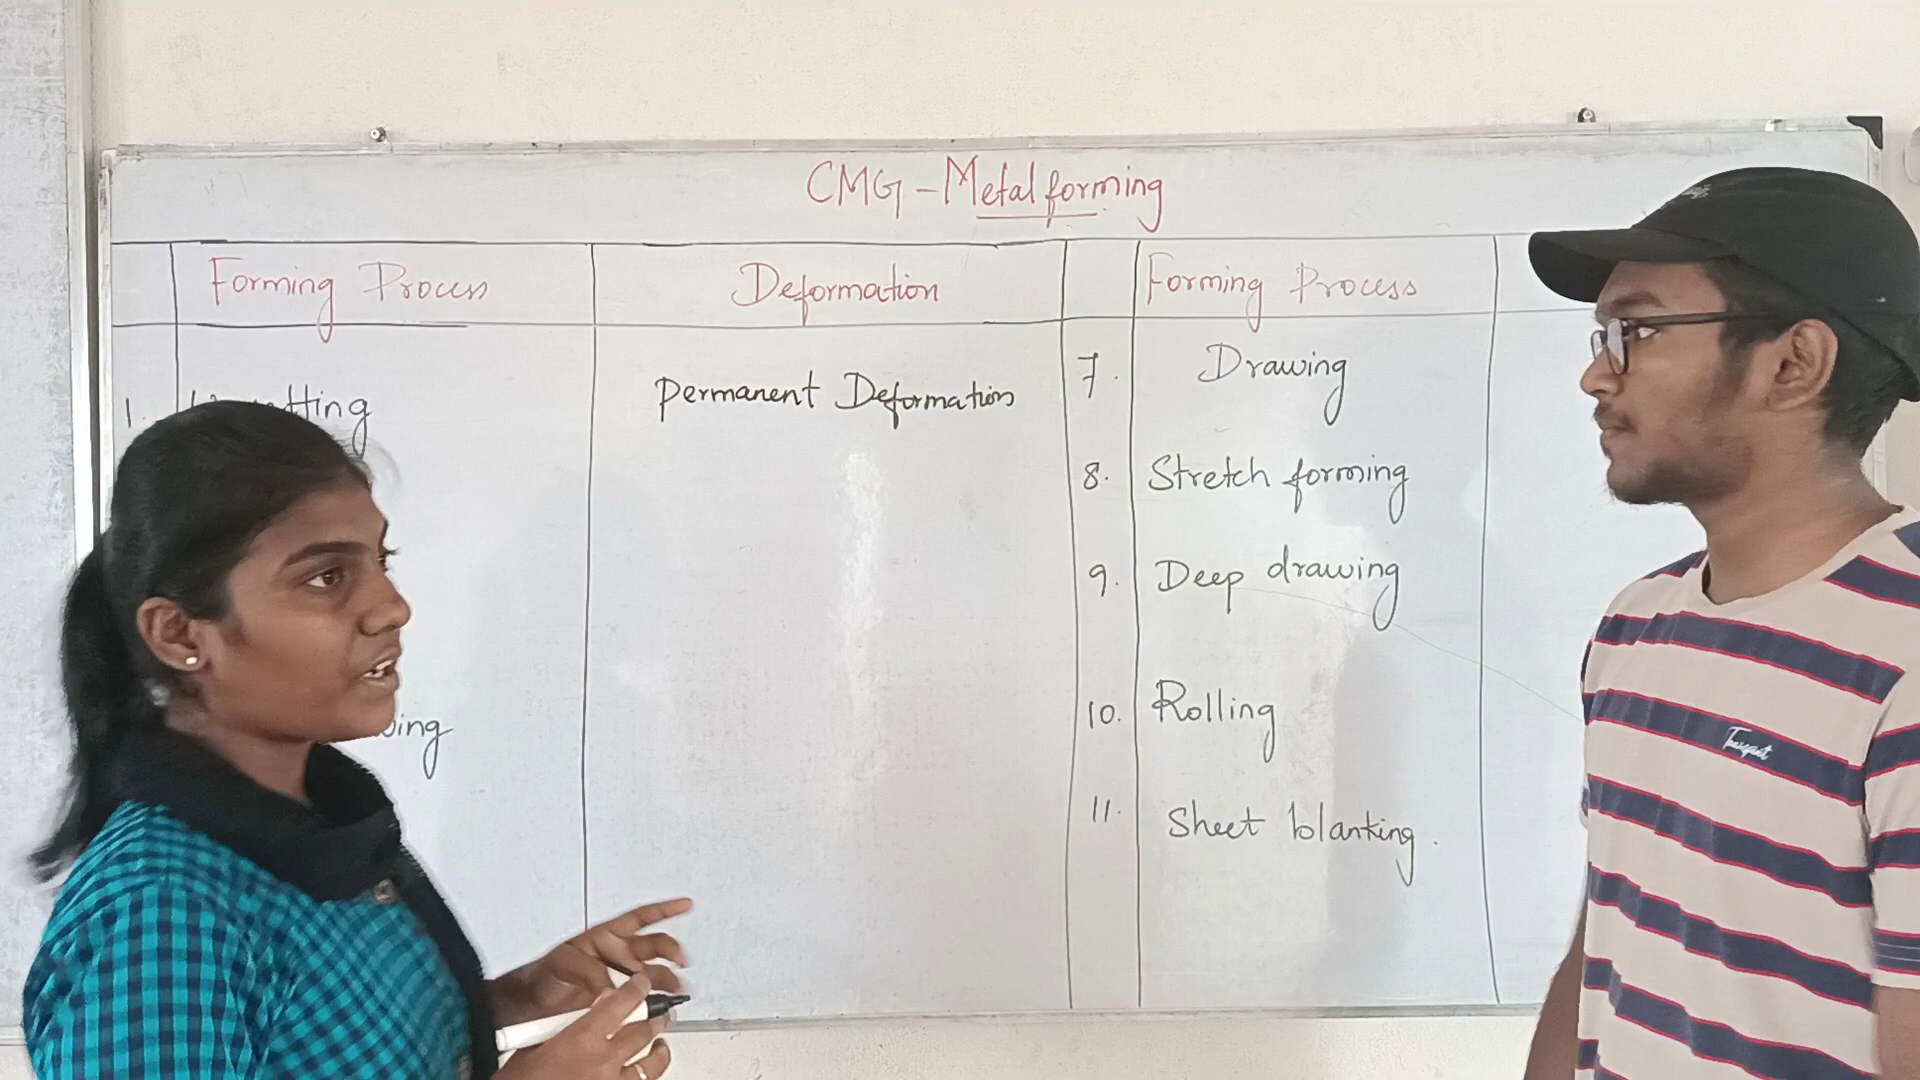 CMG - Metal forming
Forming Process
Deformation
Forming Process
1.
Permanent Deformation
7. Drawing
8. Stretch forming
9. Deep drawing
10. Rolling
11. Sheet blanking.